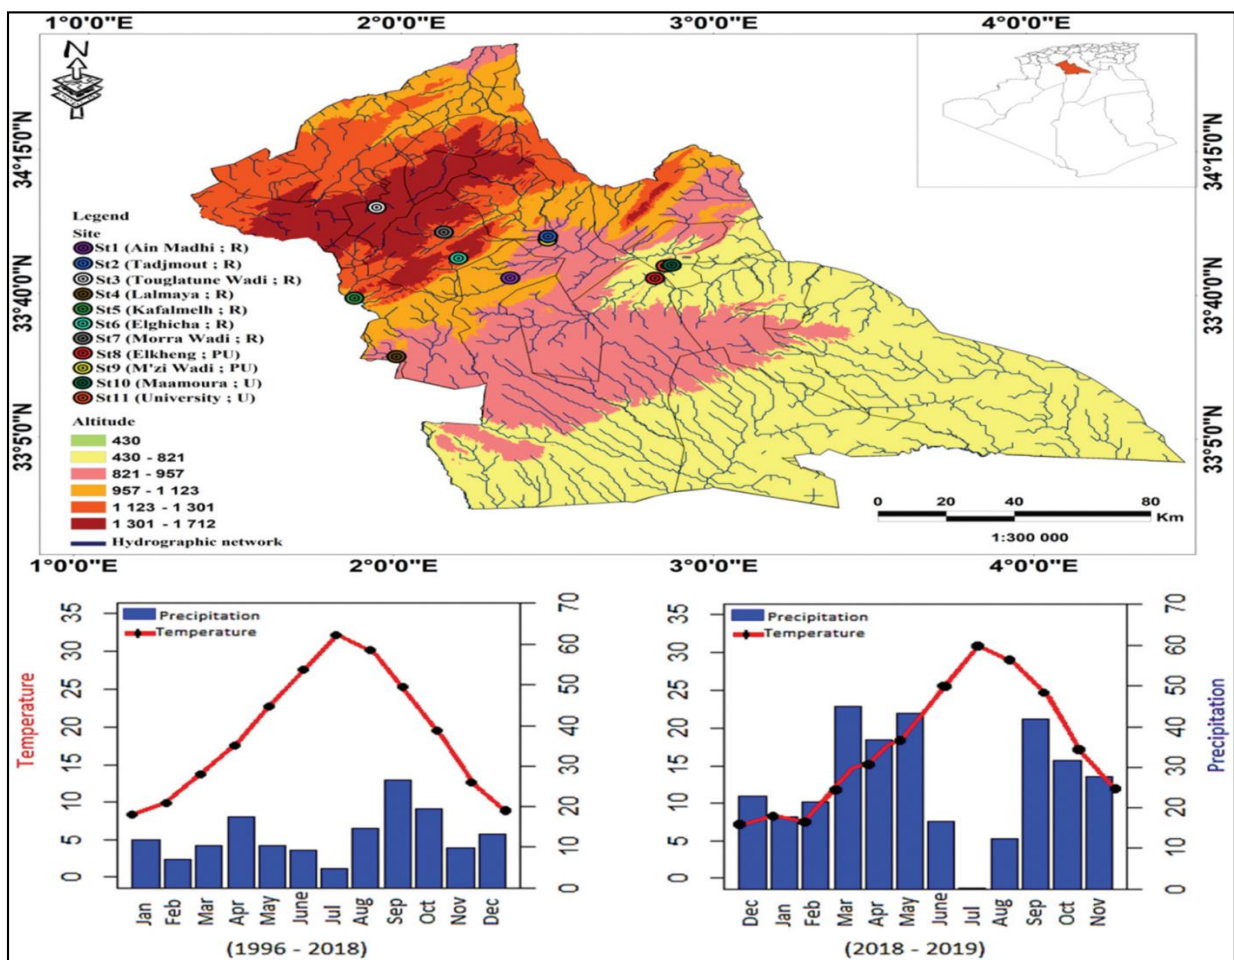 1°0'0"E 2°0'0"E 3°0'0"E 4°0'0"E
N
34°15'0"N 34°15'0"N
33°40'0"N 33°40'0"N
33°5'0"N 33°5'0"N
Legend
Site
St1 (Ain Madhi ; R)
St2 (Tadjmout ; R)
St3 (Touglatune Wadi ; R)
St4 (Lalmaya ; R)
St5 (Kafalmelh ; R)
St6 (Elghicha ; R)
St7 (Morra Wadi ; R)
St8 (Elkheng ; PU)
St9 (M'zi Wadi ; PU)
St10 (Maamoura ; U)
St11 (University ; U)
Altitude
430
430 - 821
821 - 957
957 - 1 123
1 123 - 1 301
1 301 - 1 712
Hydrographic network
0 20 40 80
Km
1:300 000
1°0'0"E 2°0'0"E 3°0'0"E 4°0'0"E
Precipitation
Temperature
35
30
25
20
15
10
5
0
Temperature
70
60
50
40
30
20
10
0
Jan Feb Mar Apr May June Jul Aug Sep Oct Nov Dec
(1996 - 2018)
Precipitation
Temperature
35
30
25
20
15
10
5
0
70
60
50
40
30
20
10
0
Precipitation
Dec Jan Feb Mar Apr May June Jul Aug Sep Oct Nov
(2018 - 2019)